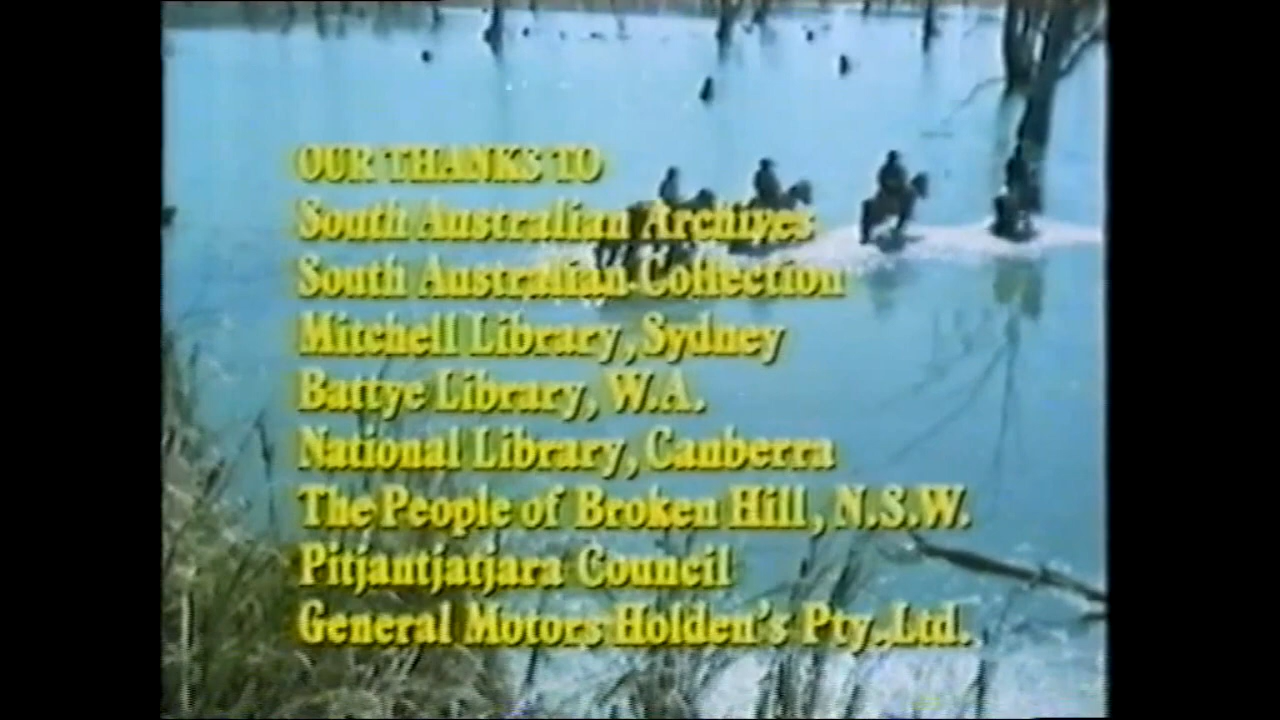 OUR THANKS TO
South Australian Archives
South Australian Collection
Mitchell Library, Sydney
Battye Library, W.A.
National Library, Canberra
The People of Broken Hill, N.S.W.
Pitjantjatjara Council
General Motors Holden's Pty. Ltd.